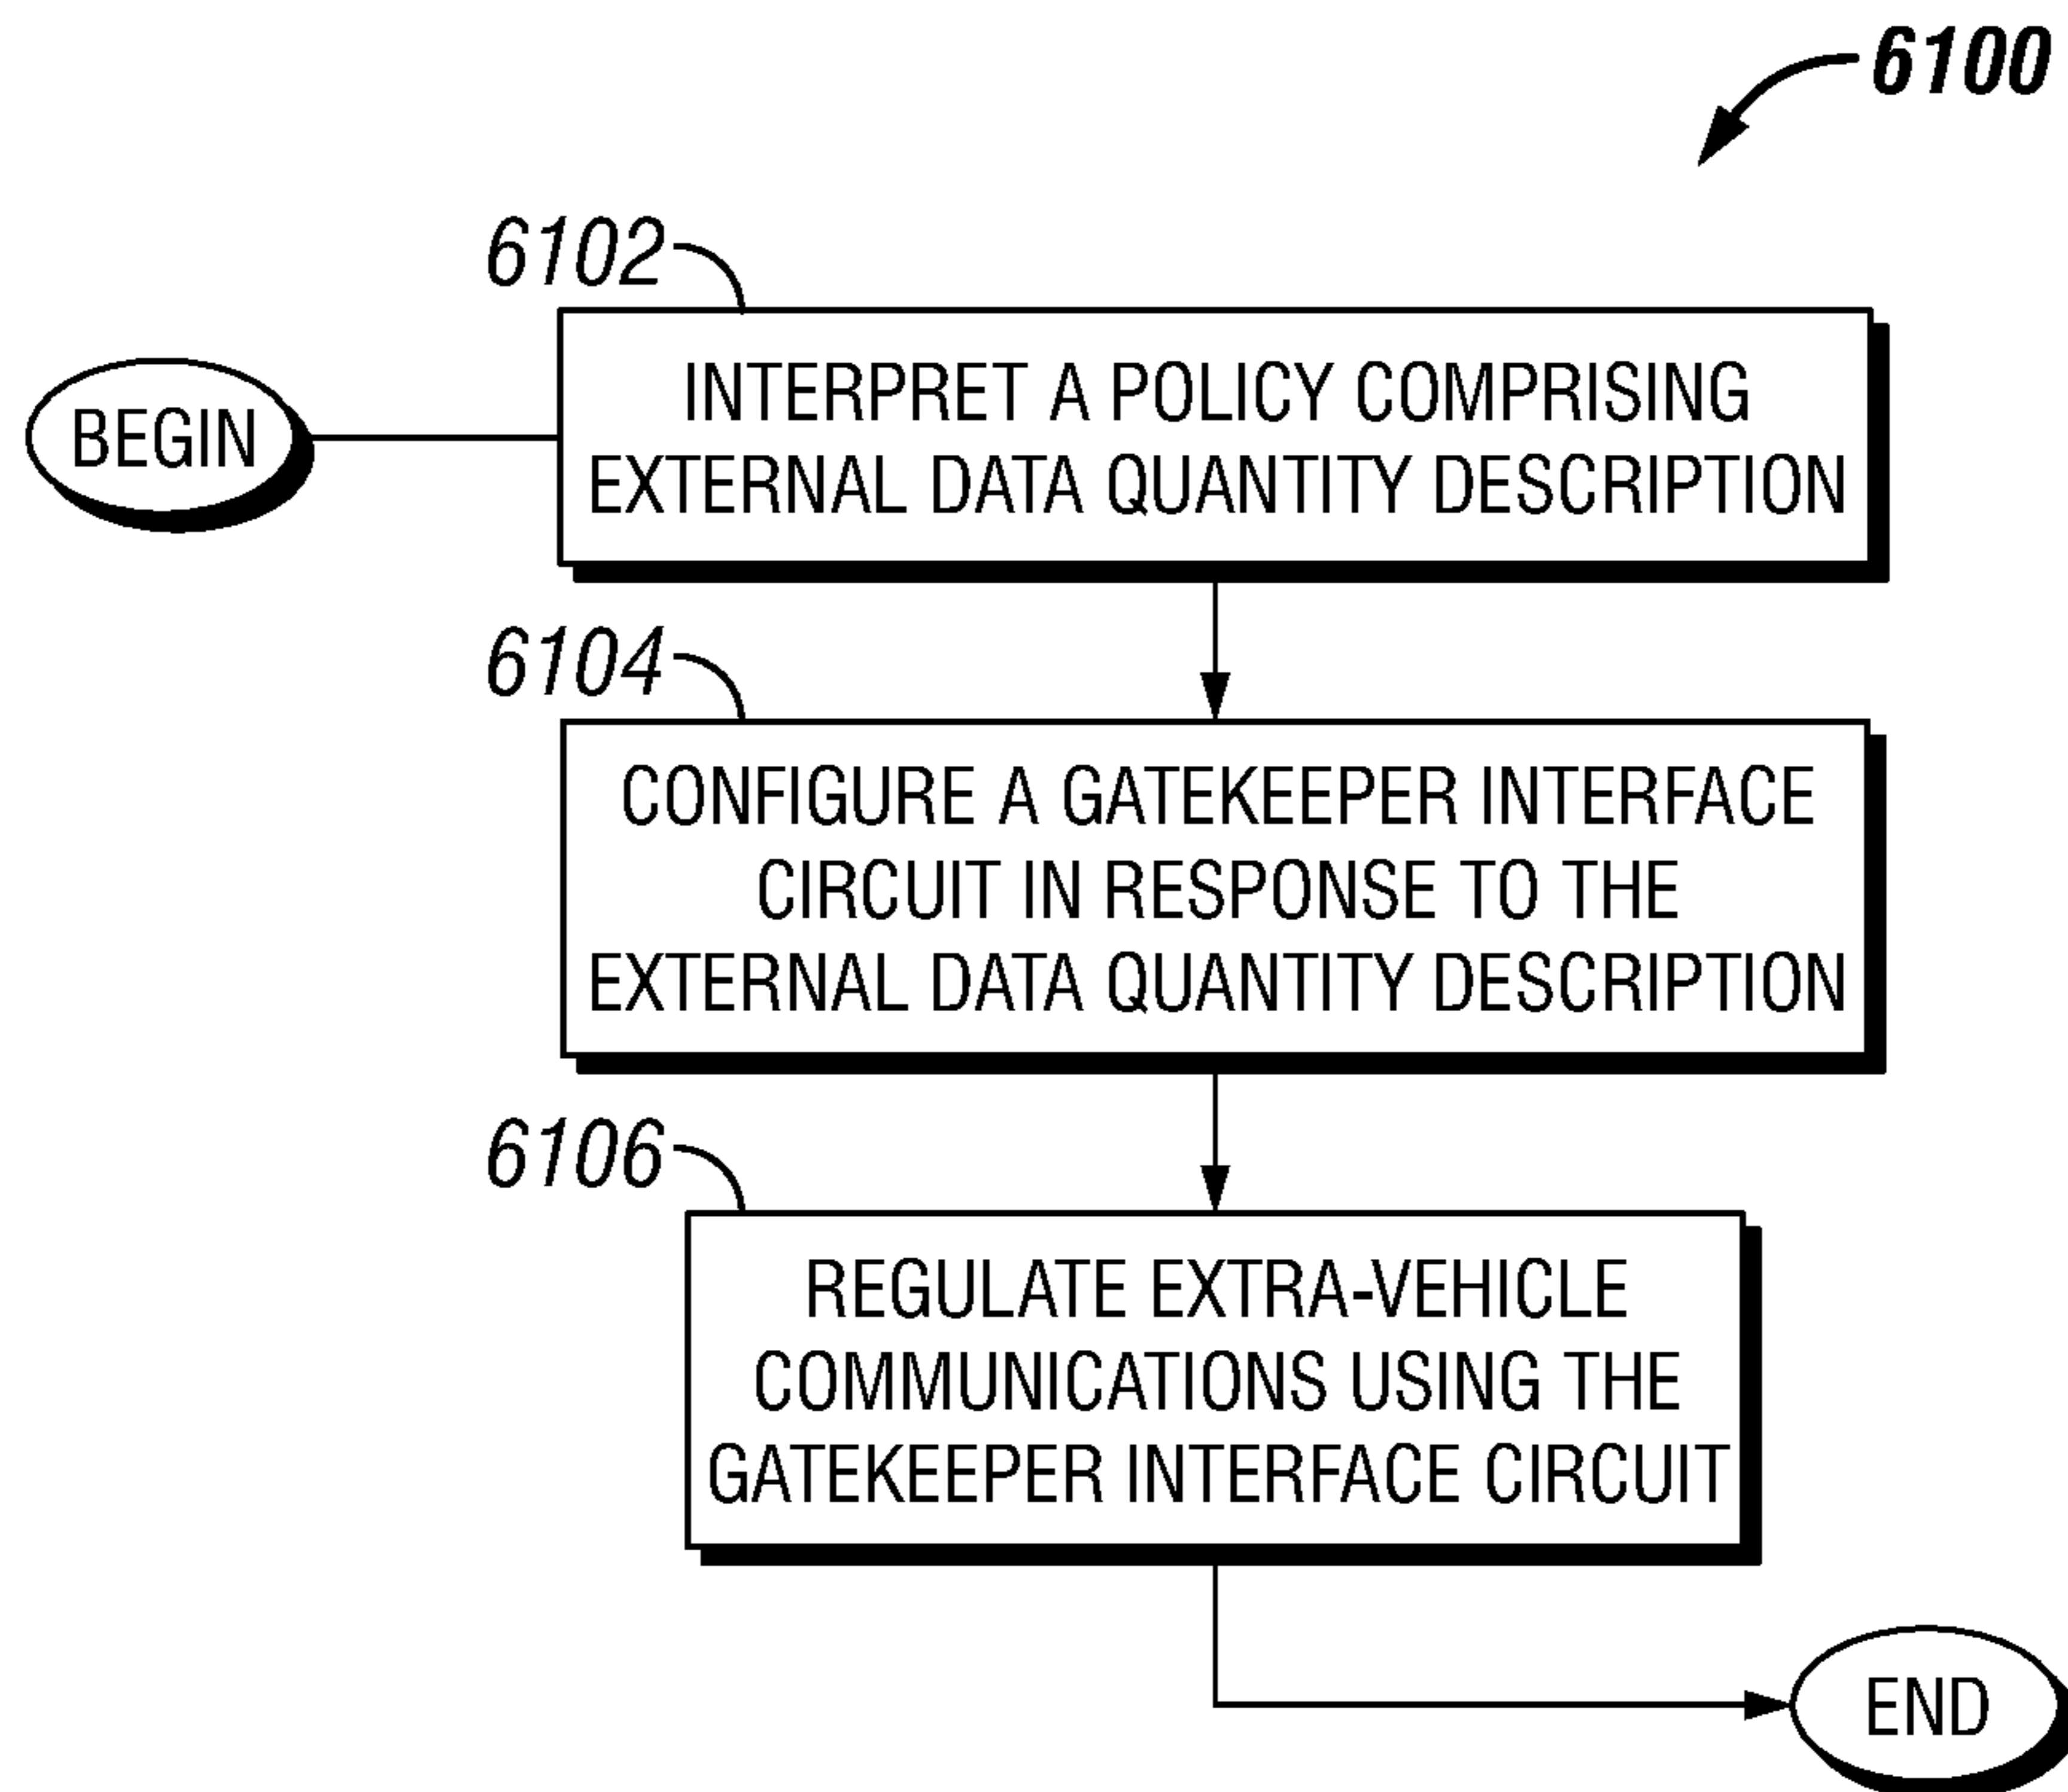 6100
6102
BEGIN
INTERPRET A POLICY COMPRISING
EXTERNAL DATA QUANTITY DESCRIPTION
6104
CONFIGURE A GATEKEEPER INTERFACE
CIRCUIT IN RESPONSE TO THE
EXTERNAL DATA QUANTITY DESCRIPTION
6106
REGULATE EXTRA-VEHICLE
COMMUNICATIONS USING THE
GATEKEEPER INTERFACE CIRCUIT
END